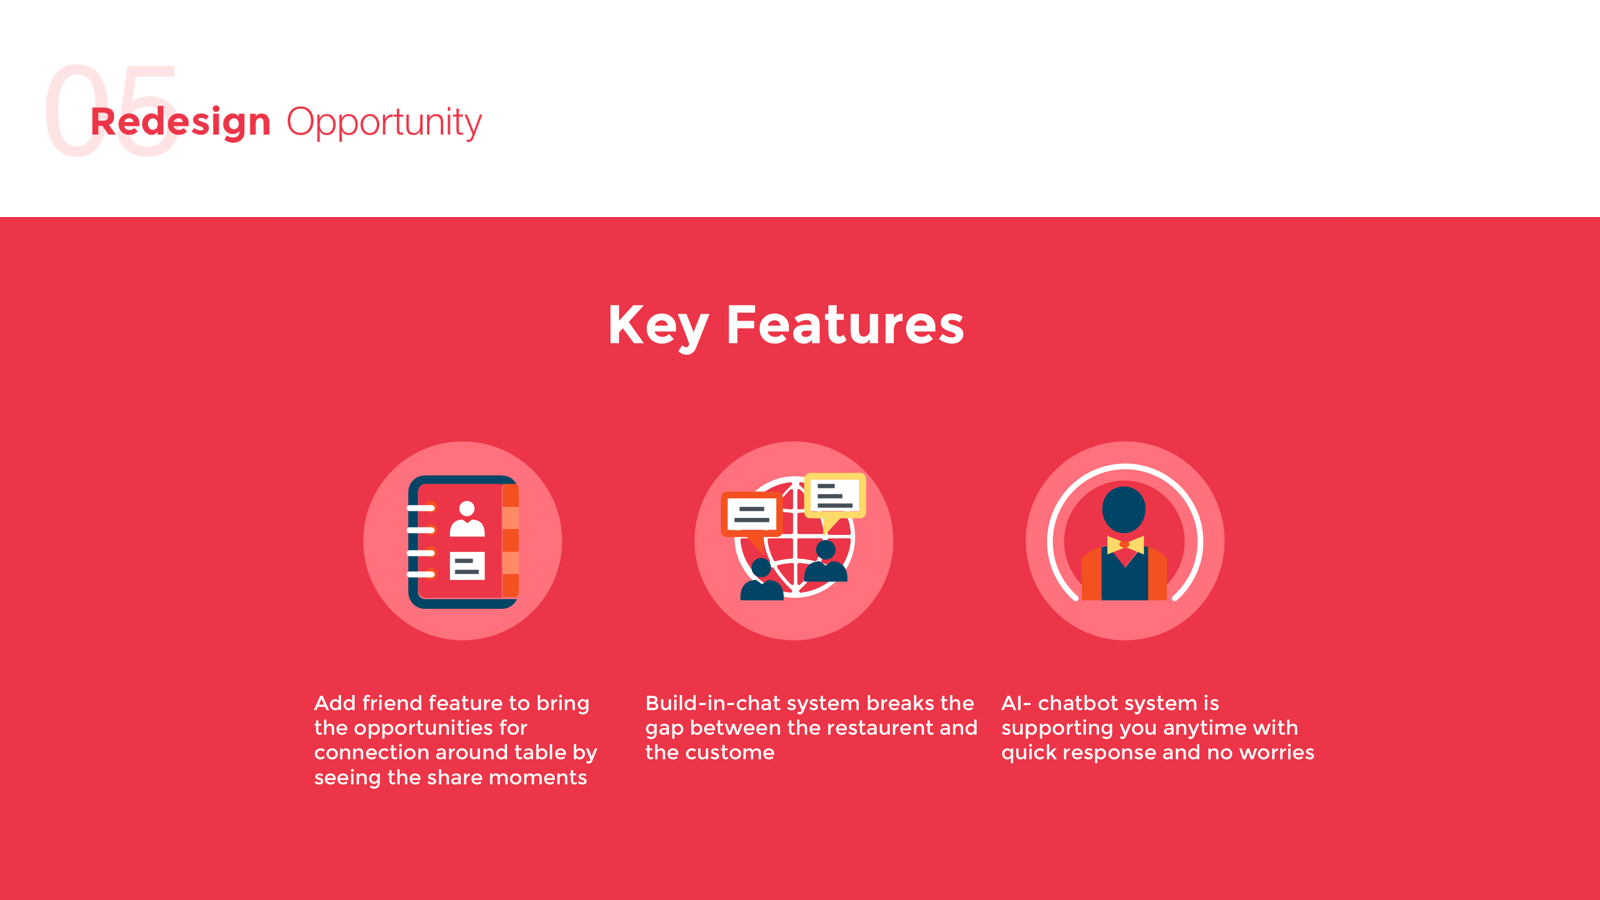 05
Redesign Opportunity
Key Features
Add friend feature to bring
the opportunities for
connection around table by
seeing the share moments
Build-in-chat system breaks the
gap between the restaurent and
the custome
AI- chatbot system is
supporting you anytime with
quick response and no worries